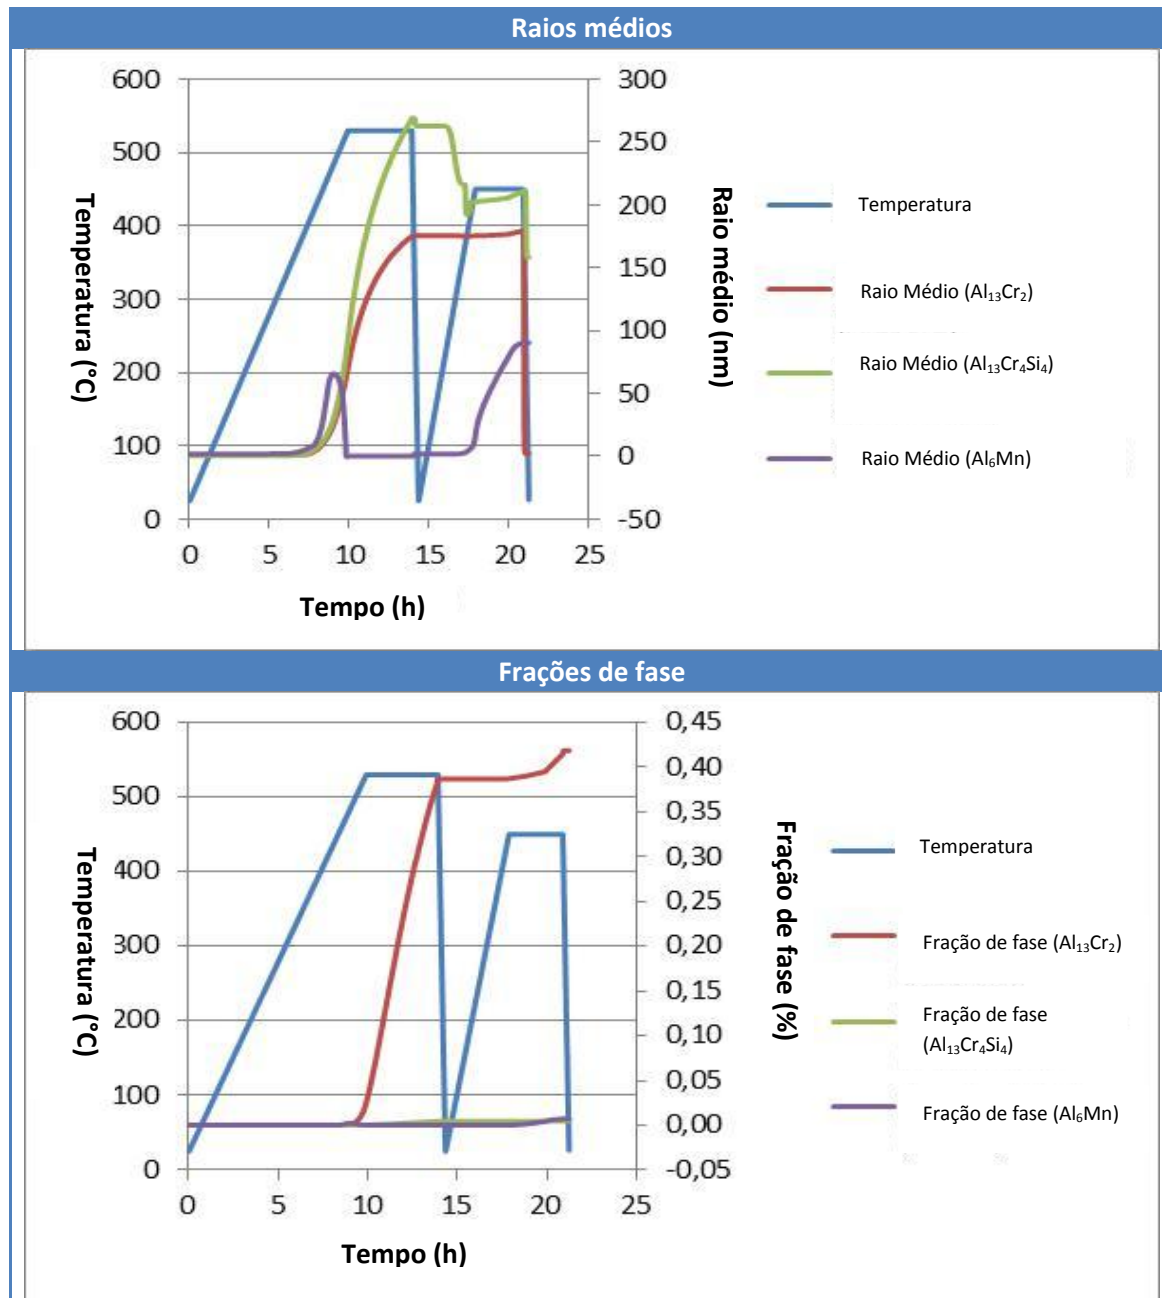 Raios médios
600
500
400
300
200
100
0
Temperatura (°C)
300
250
200
150
100
50
0
-50
Raio médio (nm)
0 5 10 15 20 25
Tempo (h)
Temperatura
Raio Médio (Al₁₃Cr₂)
Raio Médio (Al₁₃Cr₄Si₄)
Raio Médio (Al₆Mn)
Frações de fase
600
500
400
300
200
100
0
Temperatura (°C)
0,45
0,40
0,35
0,30
0,25
0,20
0,15
0,10
0,05
0,00
-0,05
Fração de fase (%)
0 5 10 15 20 25
Tempo (h)
Temperatura
Fração de fase (Al₁₃Cr₂)
Fração de fase
(Al₁₃Cr₄Si₄)
Fração de fase (Al₆Mn)